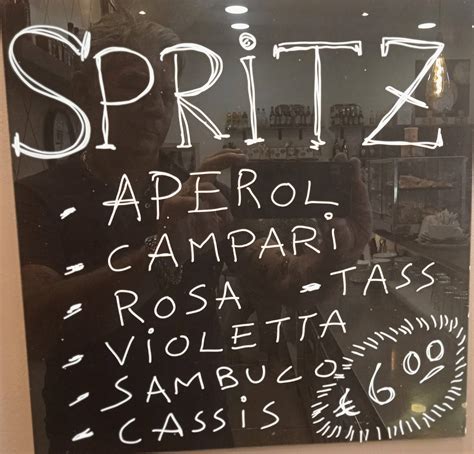 SPRiTZ
- APEROL
- CAMPARi
- ROSA - TASS
- ViOLETTA
- SAMBUCO
- CASSiS
€ 6 00